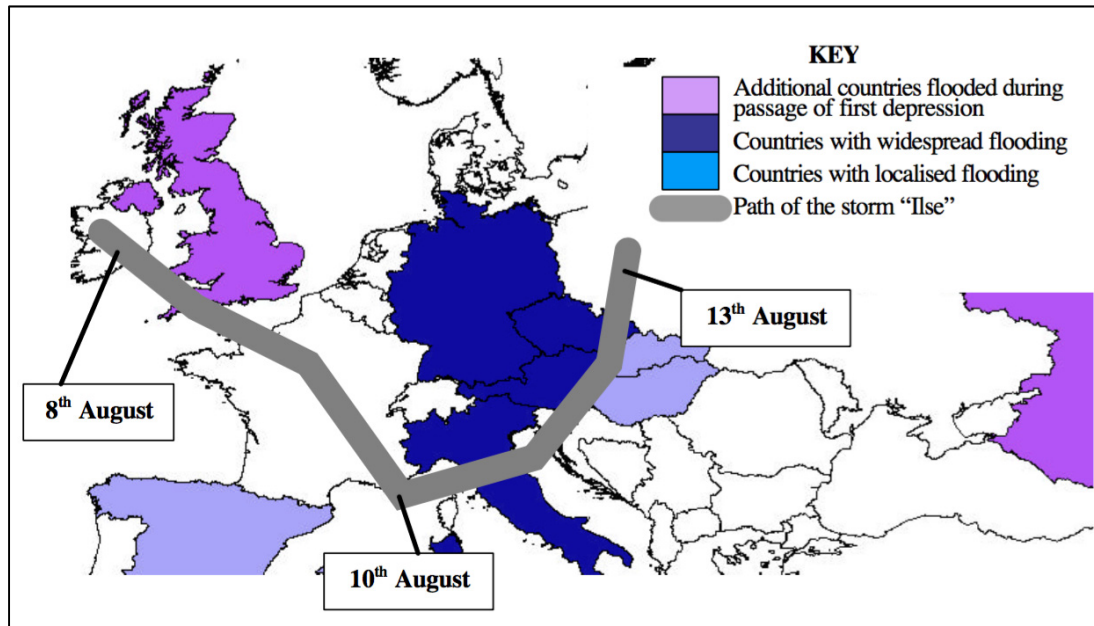 KEY
Additional countries flooded during
passage of first depression
Countries with widespread flooding
Countries with localised flooding
Path of the storm “Ilse”
13th August
8th August
10th August